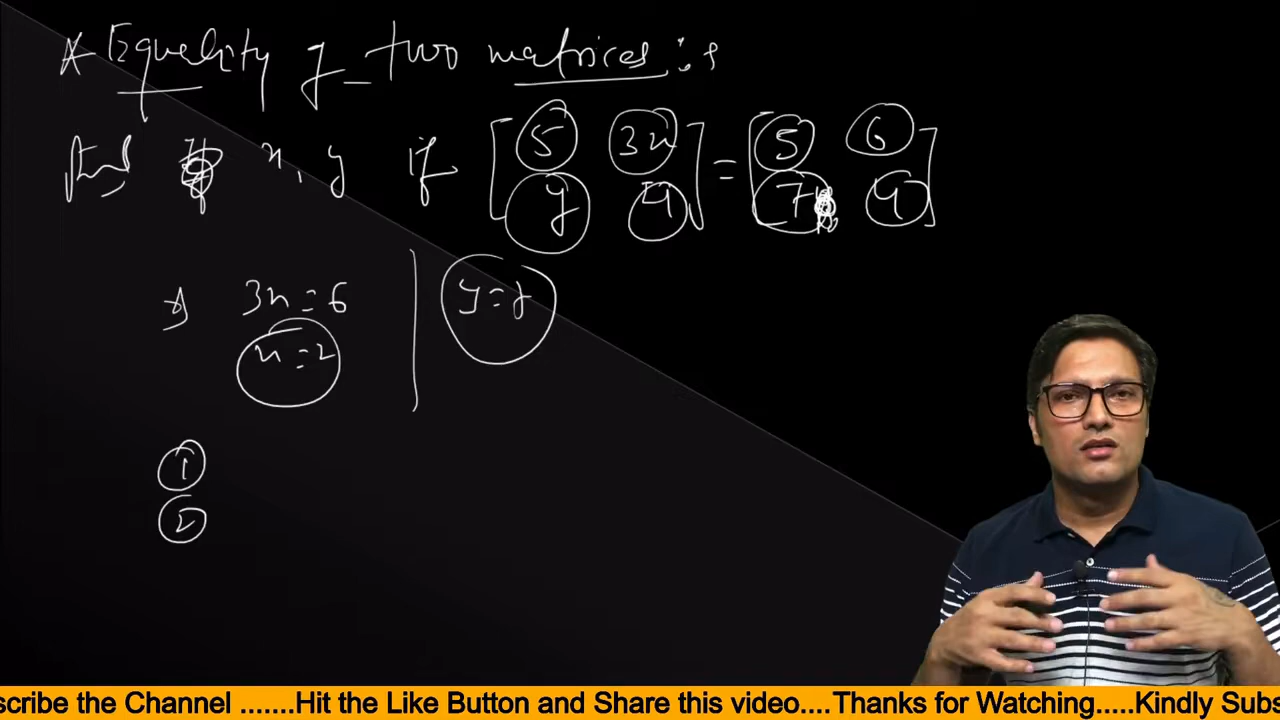 * Equality of two matrices :-
Find x, y if [5 3x] = [5 6]
[y 4] [7 4]
⇒ 3x = 6 | y = 7
x = 2
1
2
scribe the Channel .......Hit the Like Button and Share this video....Thanks for Watching.....Kindly Subs